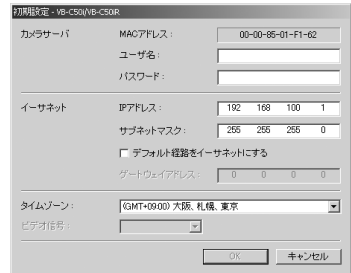 初期設定 - VB-C50i/VB-C50iR
カメラサーバ MACアドレス : 00-00-85-01-F1-62
ユーザ名 :
パスワード :
イーサネット IPアドレス : 192 168 100 1
サブネットマスク : 255 255 255 0
デフォルト経路をイーサネットにする
ゲートウェイアドレス : 0 0 0 0
タイムゾーン : (GMT+09:00) 大阪、札幌、東京
ビデオ信号 :
OK キャンセル